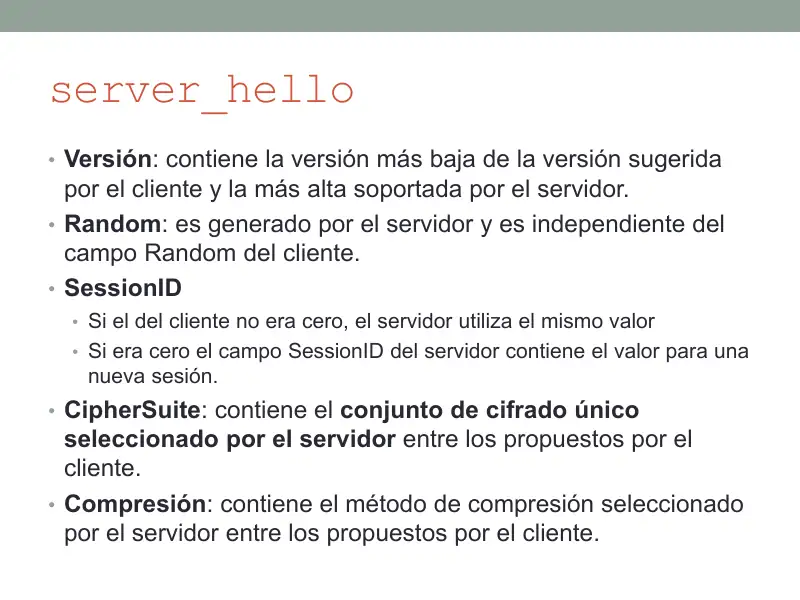 server_hello
• Versión: contiene la versión más baja de la versión sugerida
por el cliente y la más alta soportada por el servidor.
• Random: es generado por el servidor y es independiente del
campo Random del cliente.
• SessionID
• Si el del cliente no era cero, el servidor utiliza el mismo valor
• Si era cero el campo SessionID del servidor contiene el valor para una
nueva sesión.
• CipherSuite: contiene el conjunto de cifrado único
seleccionado por el servidor entre los propuestos por el
cliente.
• Compresión: contiene el método de compresión seleccionado
por el servidor entre los propuestos por el cliente.